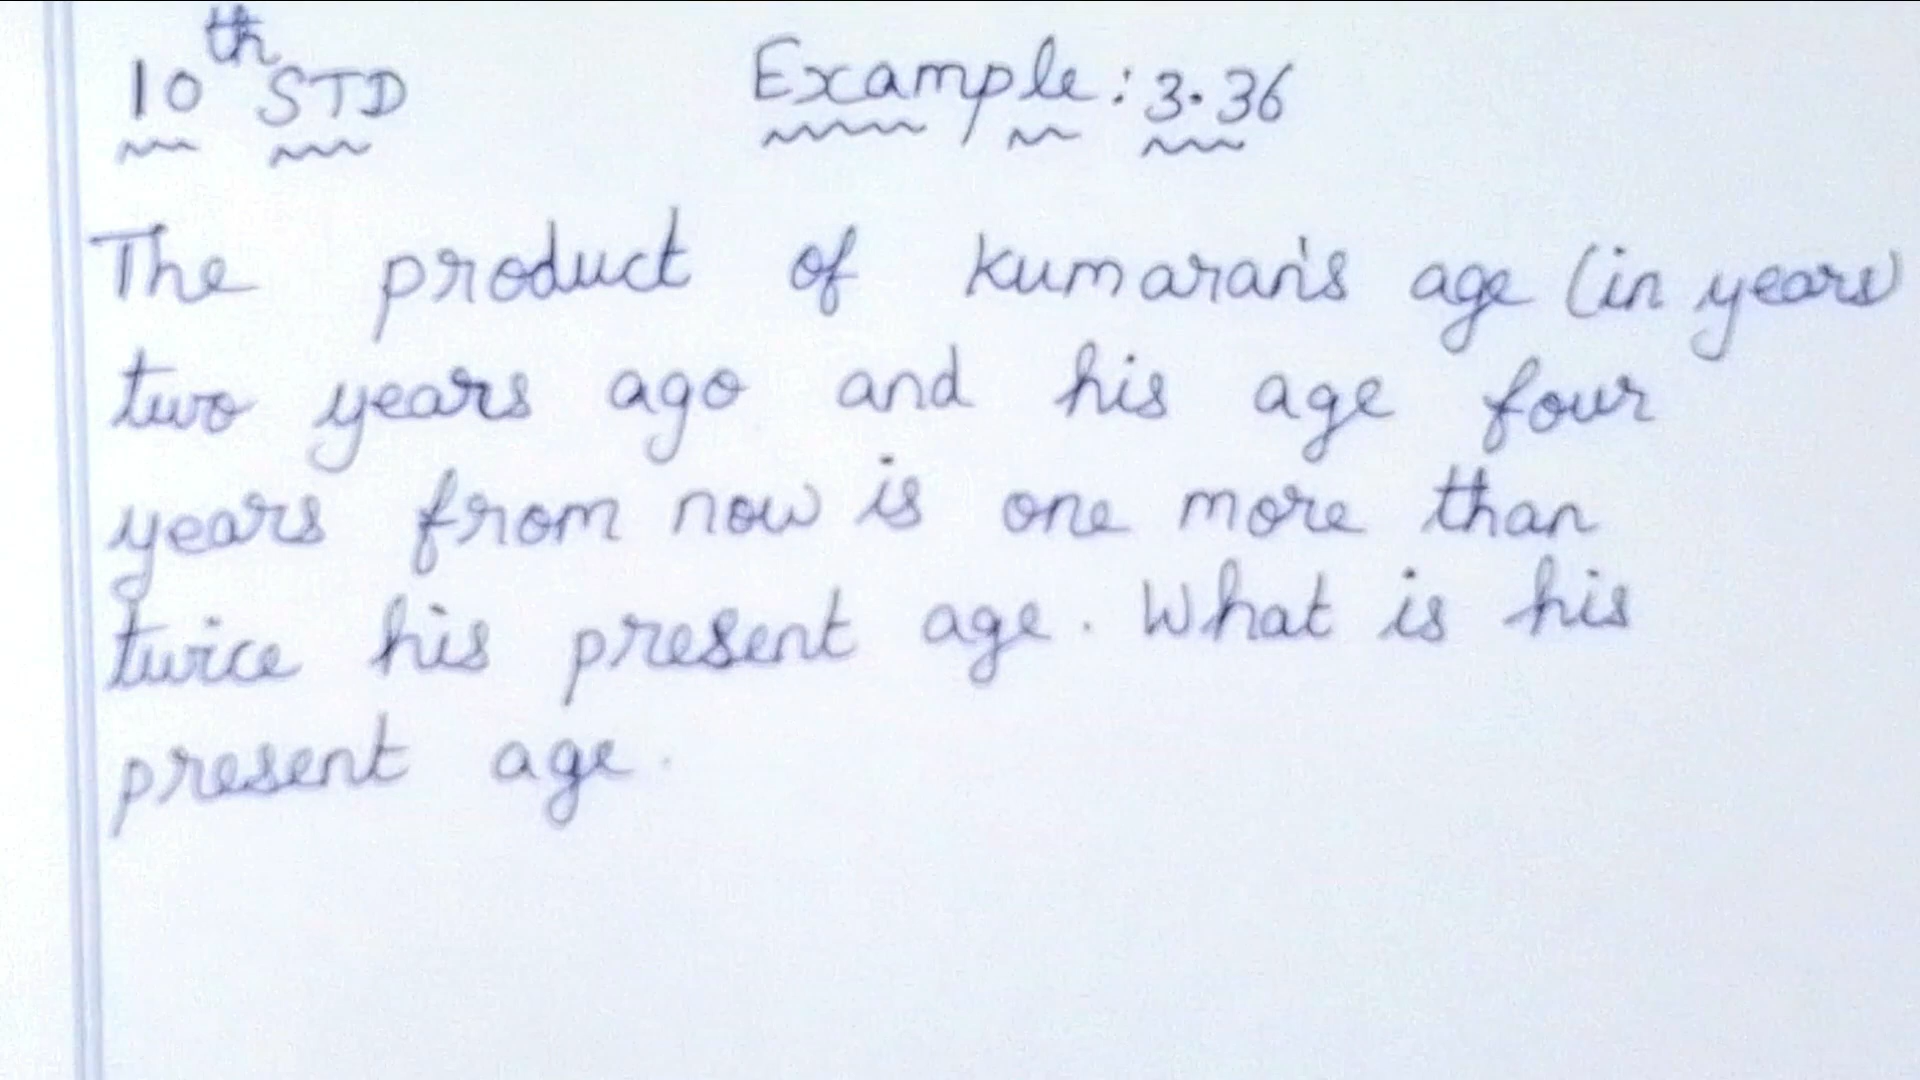 10th STD Example: 3.36
The product of kumaran's age (in years)
two years ago and his age four
years from now is one more than
twice his present age. What is his
present age.